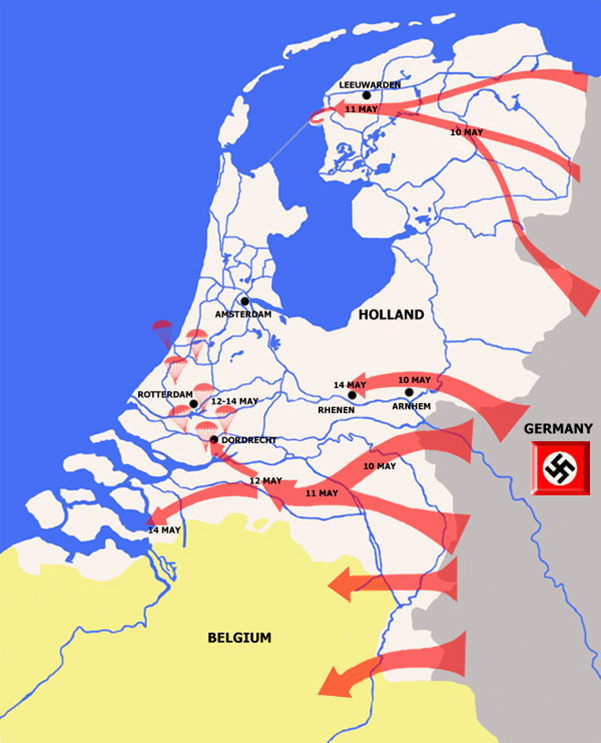 LEEUWARDEN
11 MAY
10 MAY
AMSTERDAM
HOLLAND
14 MAY
10 MAY
ROTTERDAM
12-14 MAY
RHENEN
ARNHEM
GERMANY
DORDRECHT
10 MAY
12 MAY
11 MAY
14 MAY
BELGIUM